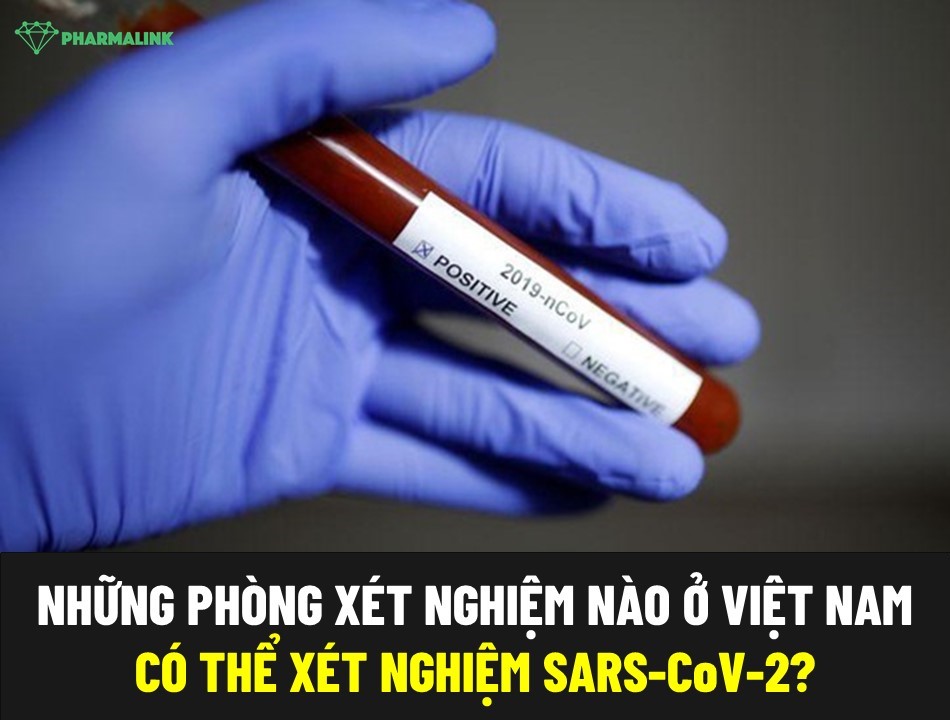 PHARMALINK
2019-nCoV
POSITIVE
NEGATIVE
NHỮNG PHÒNG XÉT NGHIỆM NÀO Ở VIỆT NAM
CÓ THỂ XÉT NGHIỆM SARS-CoV-2?